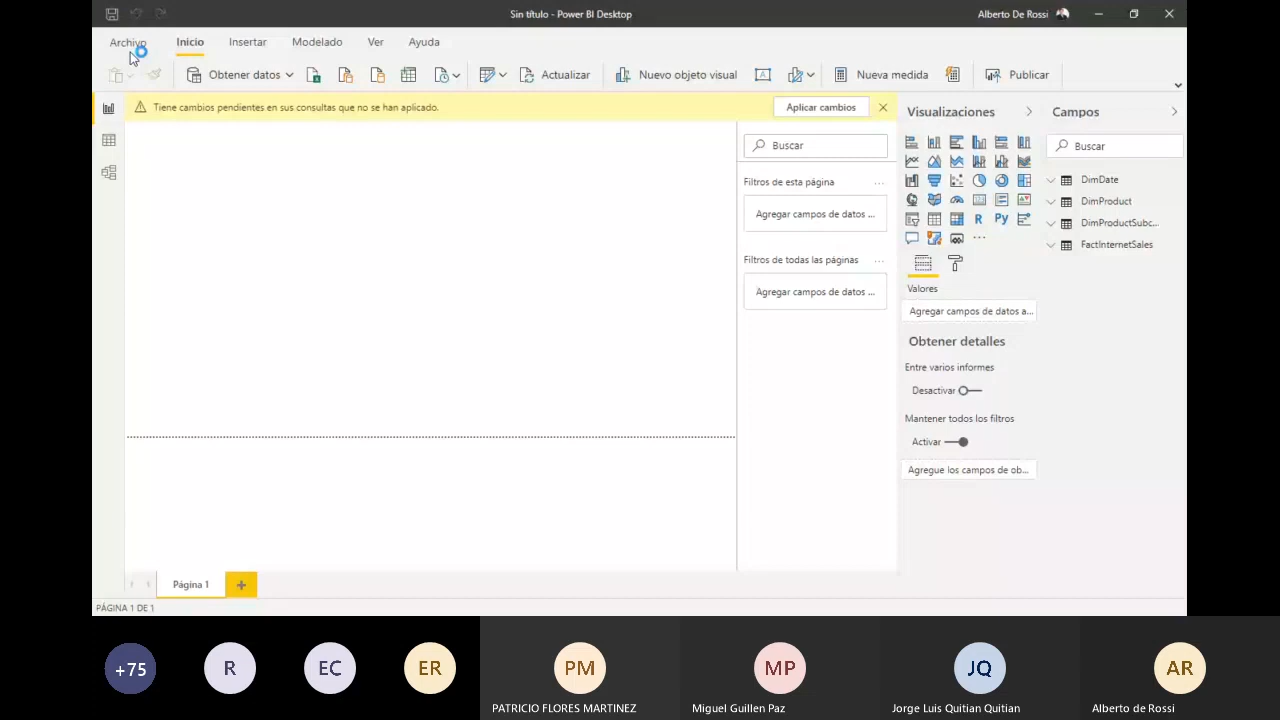 Sin título - Power BI Desktop
Alberto De Rossi
Archivo
Inicio
Insertar
Modelado
Ver
Ayuda
Obtener datos
Actualizar
Nuevo objeto visual
Nueva medida
Publicar
Tiene cambios pendientes en sus consultas que no se han aplicado.
Aplicar cambios
Buscar
Filtros de esta página
...
Agregar campos de datos ...
Filtros de todas las páginas
...
Agregar campos de datos ...
Visualizaciones
R
Py
...
Valores
Agregar campos de datos a...
Obtener detalles
Entre varios informes
Desactivar
Mantener todos los filtros
Activar
Agregue los campos de ob...
Campos
Buscar
DimDate
DimProduct
DimProductSubc...
FactInternetSales
Página 1
PÁGINA 1 DE 1
+75
R
EC
ER
PM
PATRICIO FLORES MARTINEZ
MP
Miguel Guillen Paz
JQ
Jorge Luis Quitian Quitian
AR
Alberto de Rossi